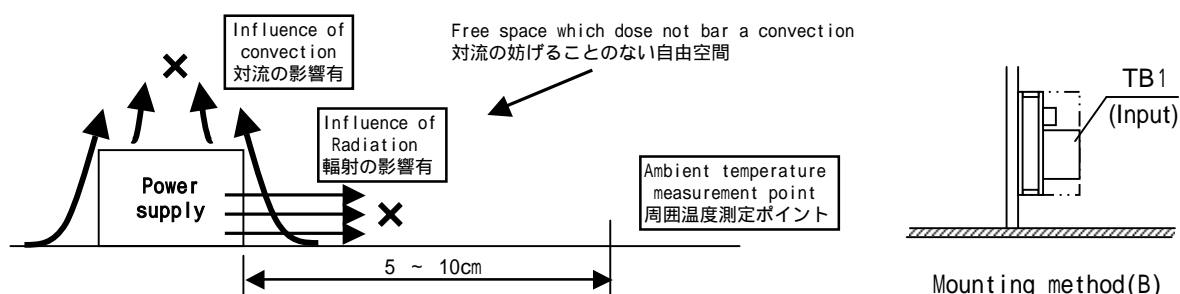 Influence of
convection
対流の影響有
Free space which dose not bar a convection
対流の妨げることのない自由空間
TB1
(Input)
Influence of
Radiation
輻射の影響有
Power
supply
Ambient temperature
measurement point
周囲温度測定ポイント
5 ~ 10cm
Mounting method(B)